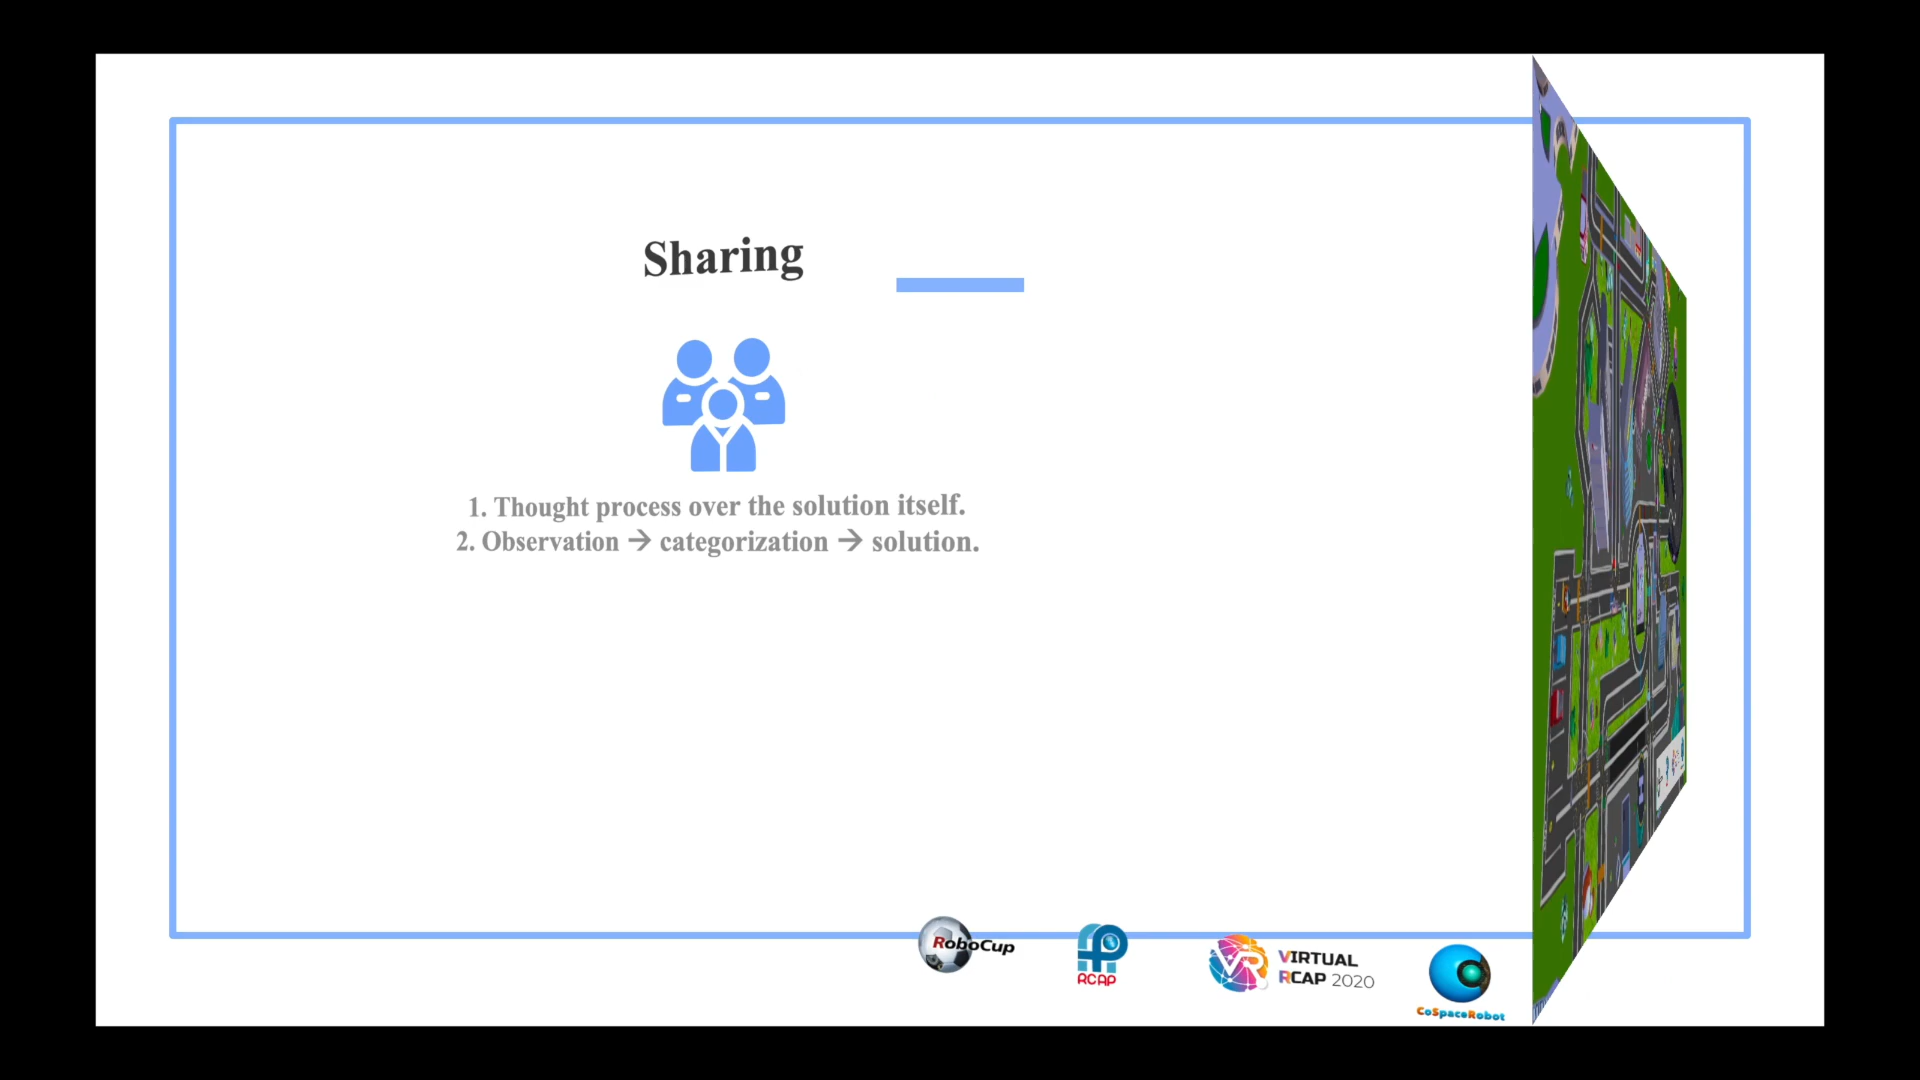 Sharing
1. Thought process over the solution itself.
2. Observation → categorization → solution.
RoboCup
RCAP
VIRTUAL
RCAP 2020
CoSpaceRobot